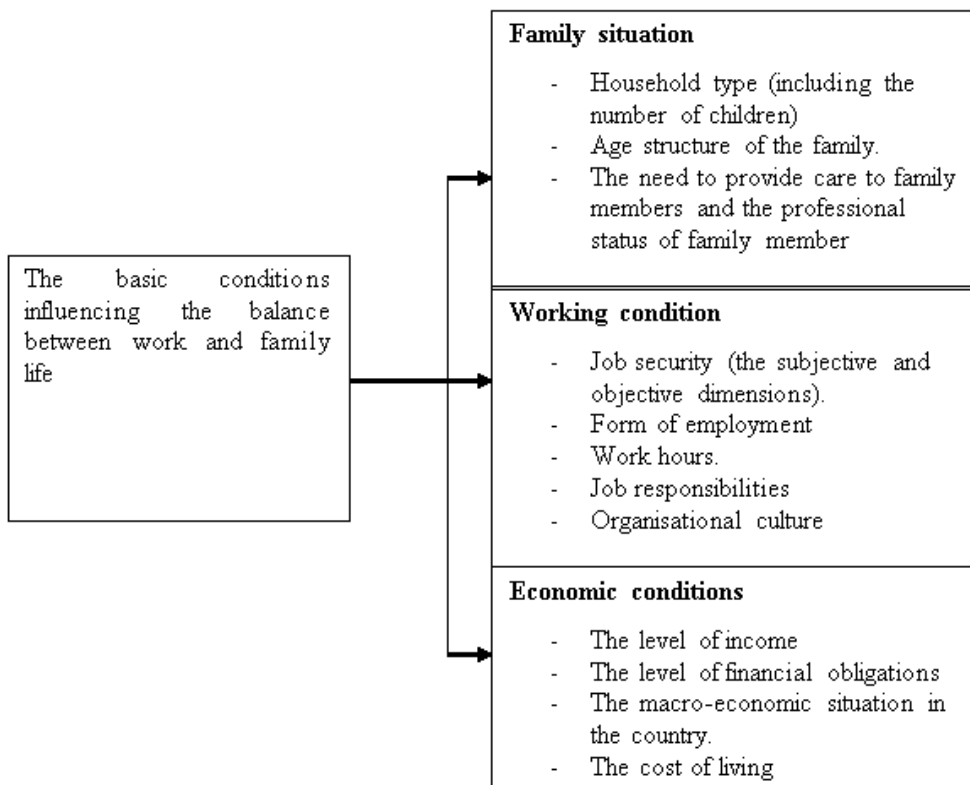 The basic conditions
influencing the balance
between work and family
life
Family situation
- Household type (including the
number of children)
- Age structure of the family.
- The need to provide care to family
members and the professional
status of family member
Working condition
- Job security (the subjective and
objective dimensions).
- Form of employment
- Work hours.
- Job responsibilities
- Organisational culture
Economic conditions
- The level of income
- The level of financial obligations
- The macro-economic situation in
the country.
- The cost of living